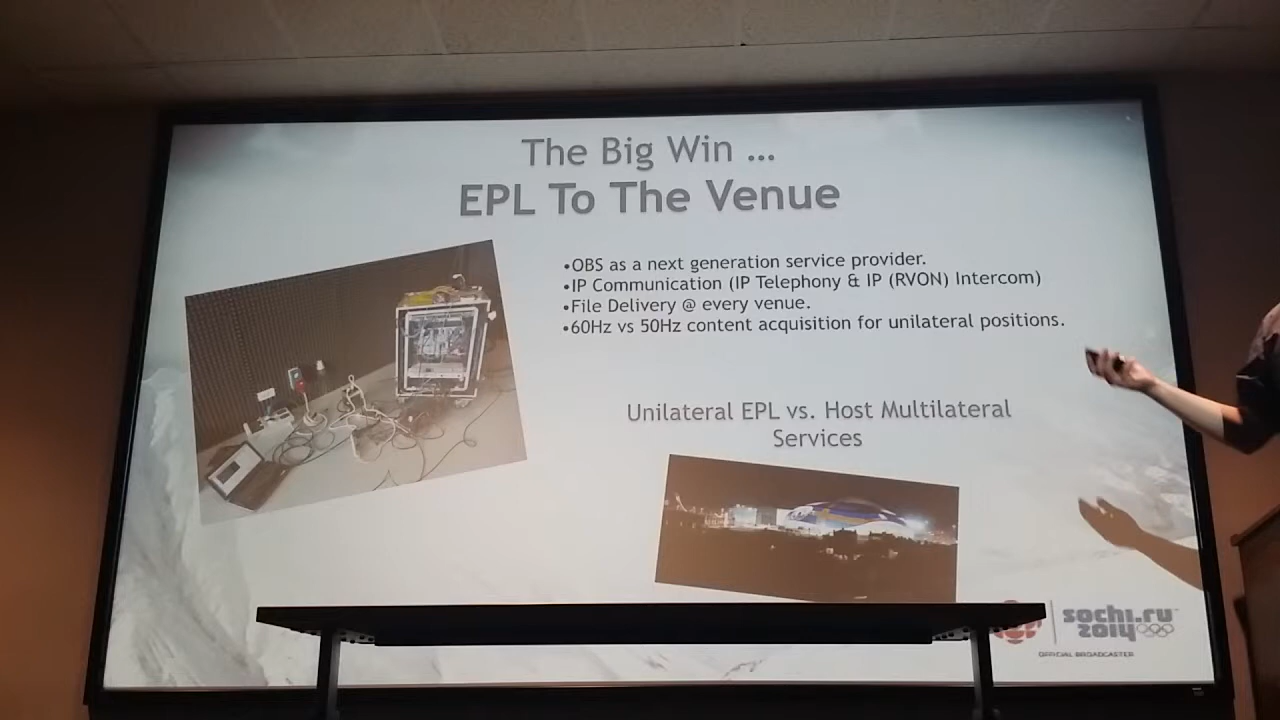 The Big Win ...
EPL To The Venue
•OBS as a next generation service provider.
•IP Communication (IP Telephony & IP (RVON) Intercom)
•File Delivery @ every venue.
•60Hz vs 50Hz content acquisition for unilateral positions.
Unilateral EPL vs. Host Multilateral
Services
sochi.ru
2014
OFFICIAL BROADCASTER